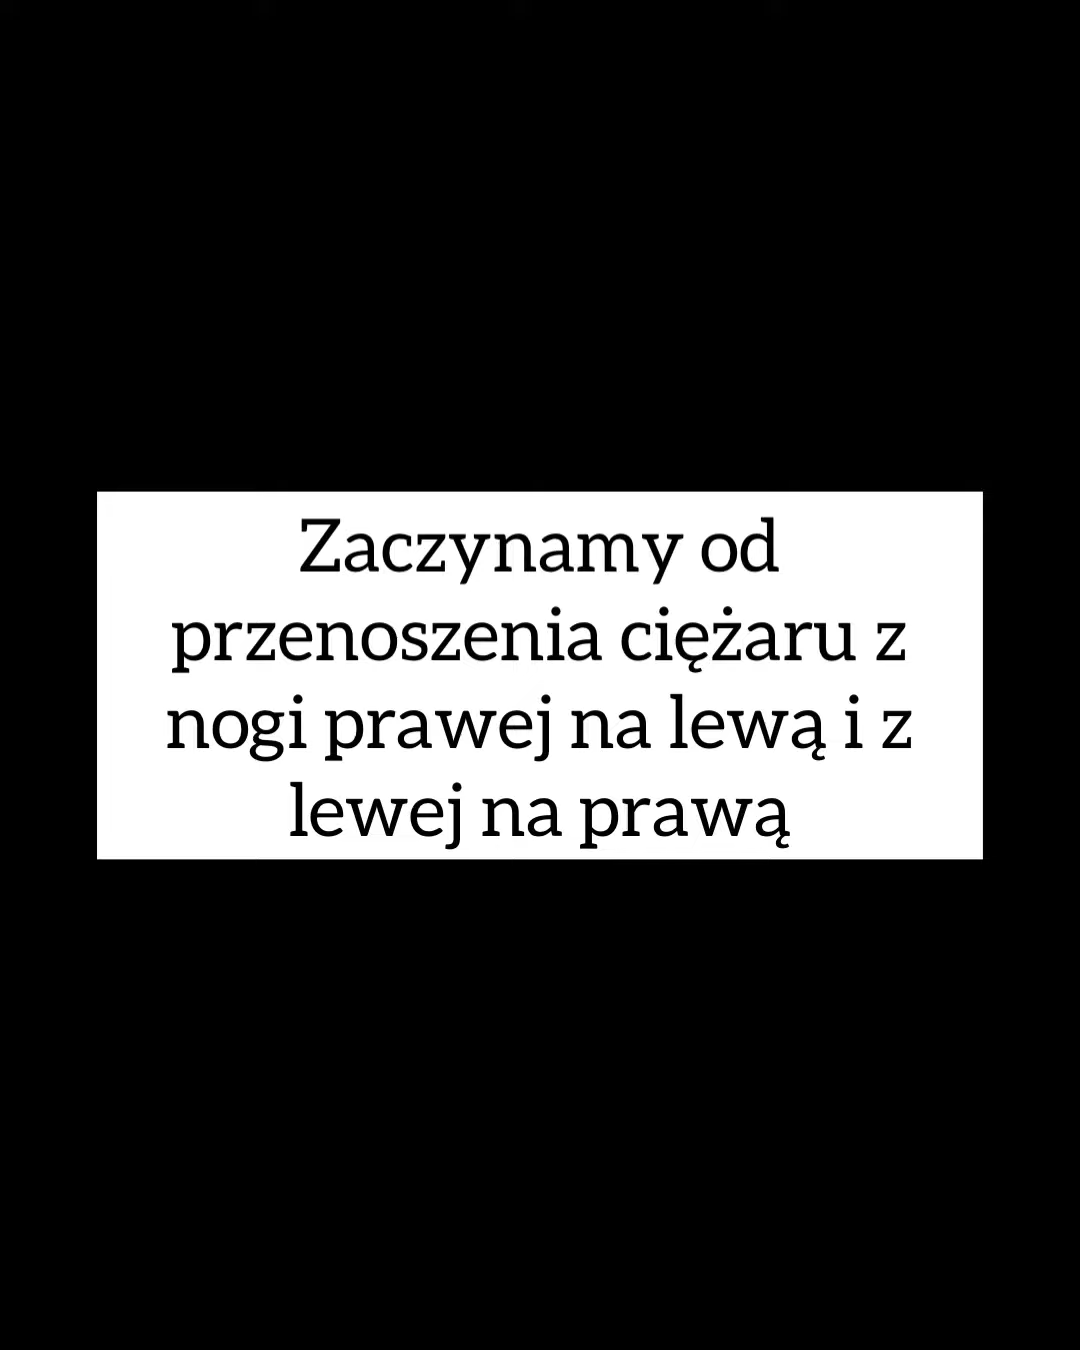 Zaczynamy od
przenoszenia ciężaru z
nogi prawej na lewą i z
lewej na prawą